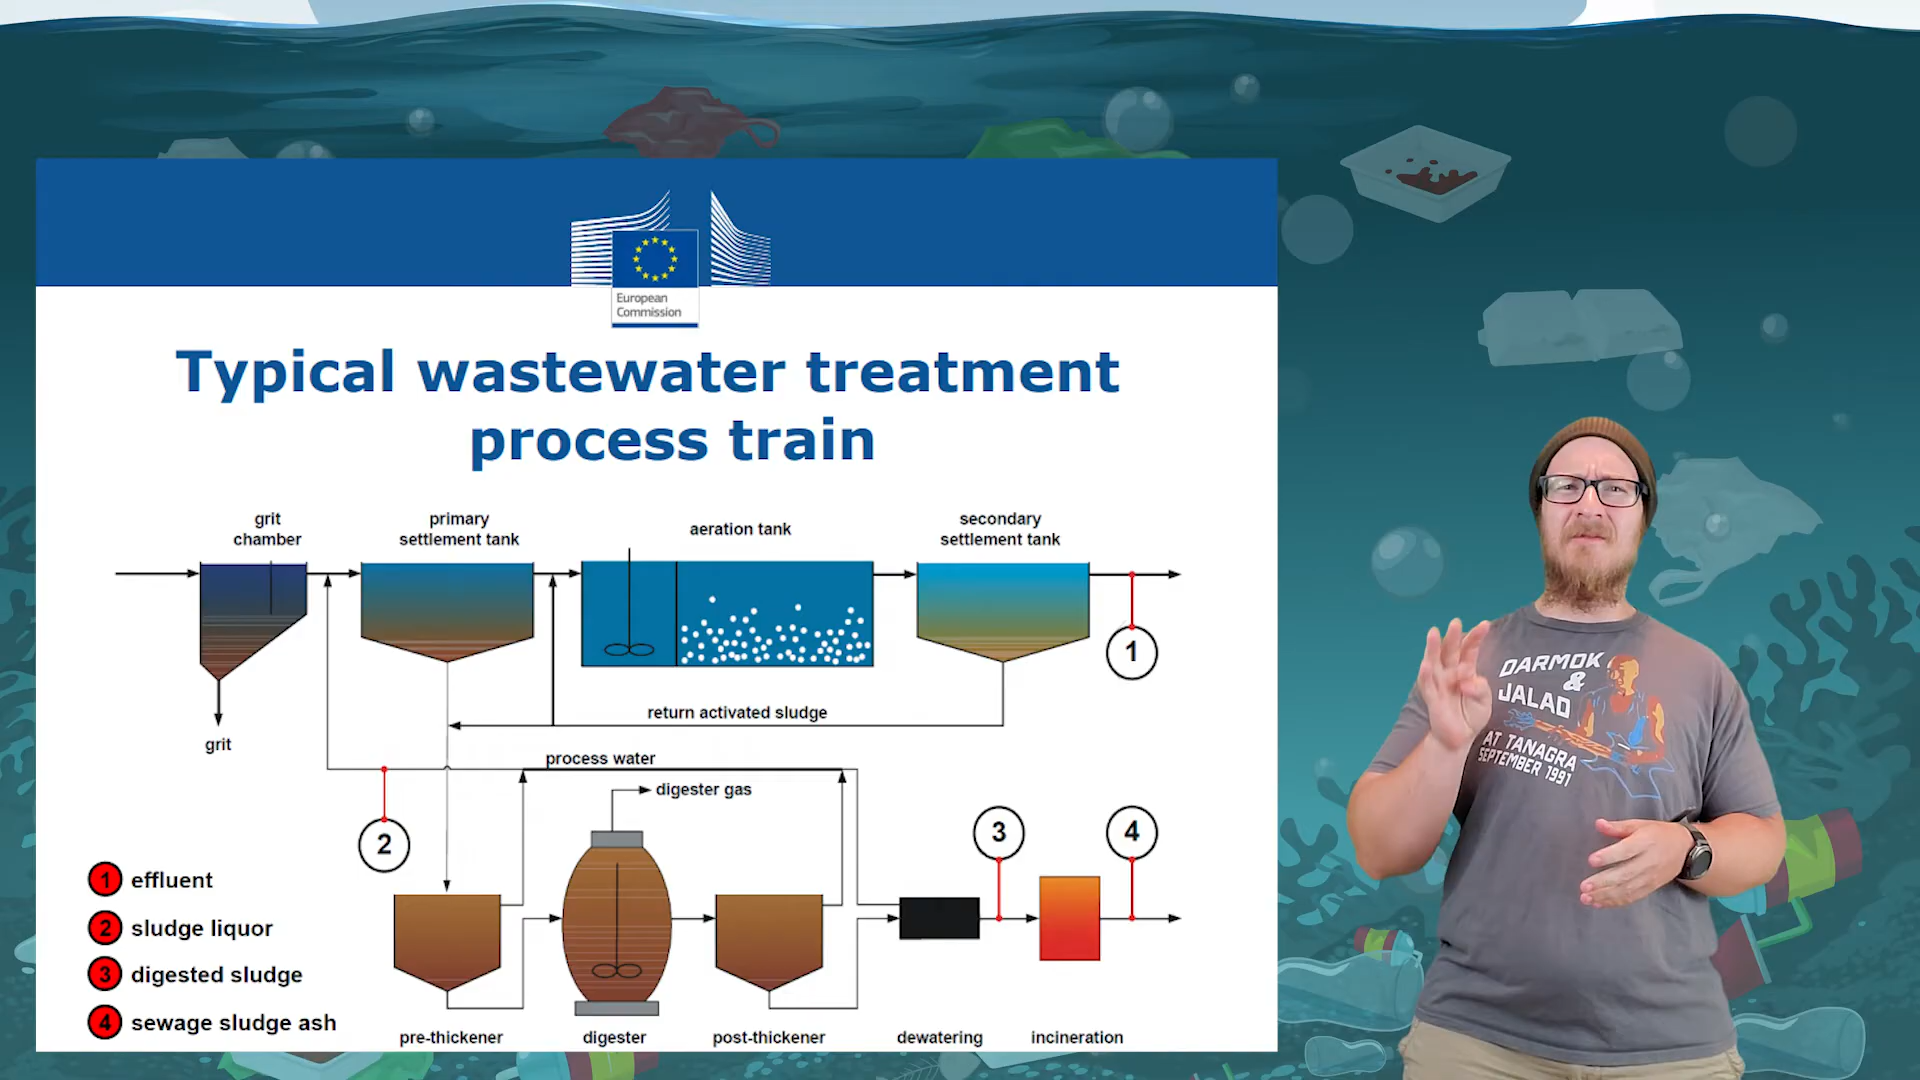 European
Commission
Typical wastewater treatment
process train
grit
chamber
primary
settlement tank
aeration tank
secondary
settlement tank
1
return activated sludge
grit
process water
digester gas
2
3
4
1 effluent
2 sludge liquor
3 digested sludge
4 sewage sludge ash
pre-thickener
digester
post-thickener
dewatering
incineration
DARMOK
&
JALAD
AT TANAGRA
SEPTEMBER 1991